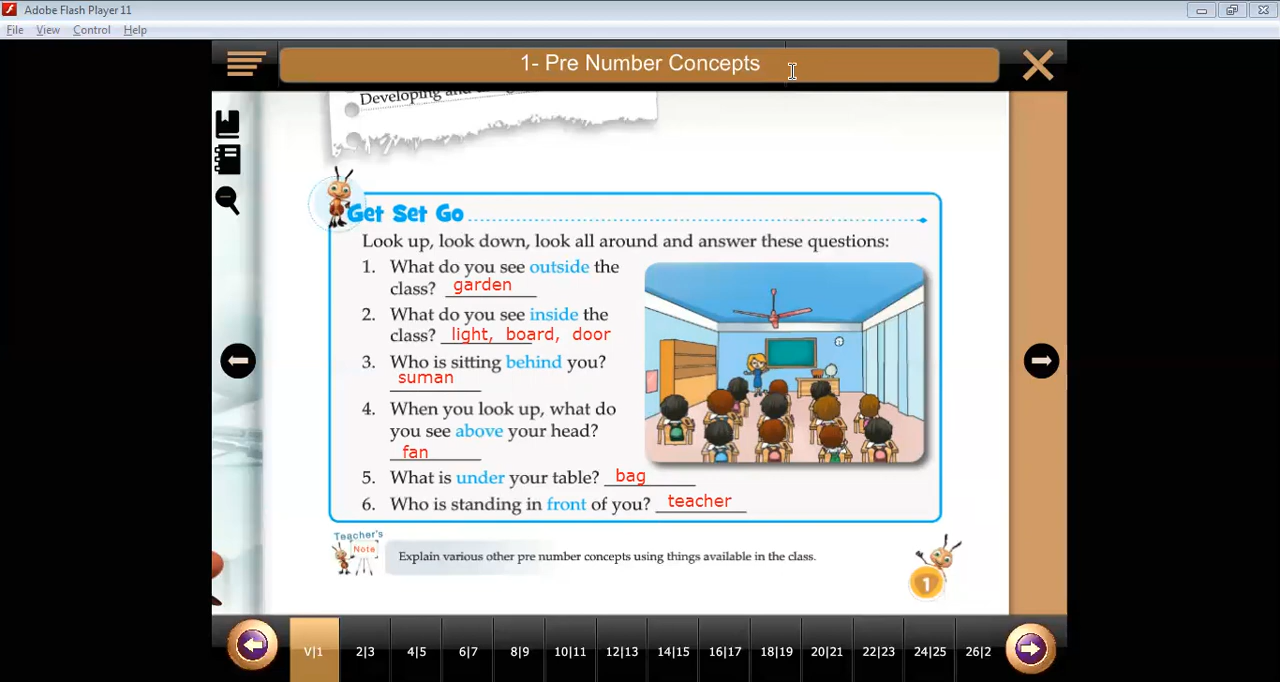 Adobe Flash Player 11
File View Control Help
1- Pre Number Concepts
Developing and
Get Set Go
Look up, look down, look all around and answer these questions:
1. What do you see outside the
class? garden
2. What do you see inside the
class? light, board, door
3. Who is sitting behind you?
suman
4. When you look up, what do
you see above your head?
fan
5. What is under your table? bag
6. Who is standing in front of you? teacher
Teacher's
Note
Explain various other pre number concepts using things available in the class.
1
V|1 2|3 4|5 6|7 8|9 10|11 12|13 14|15 16|17 18|19 20|21 22|23 24|25 26|2